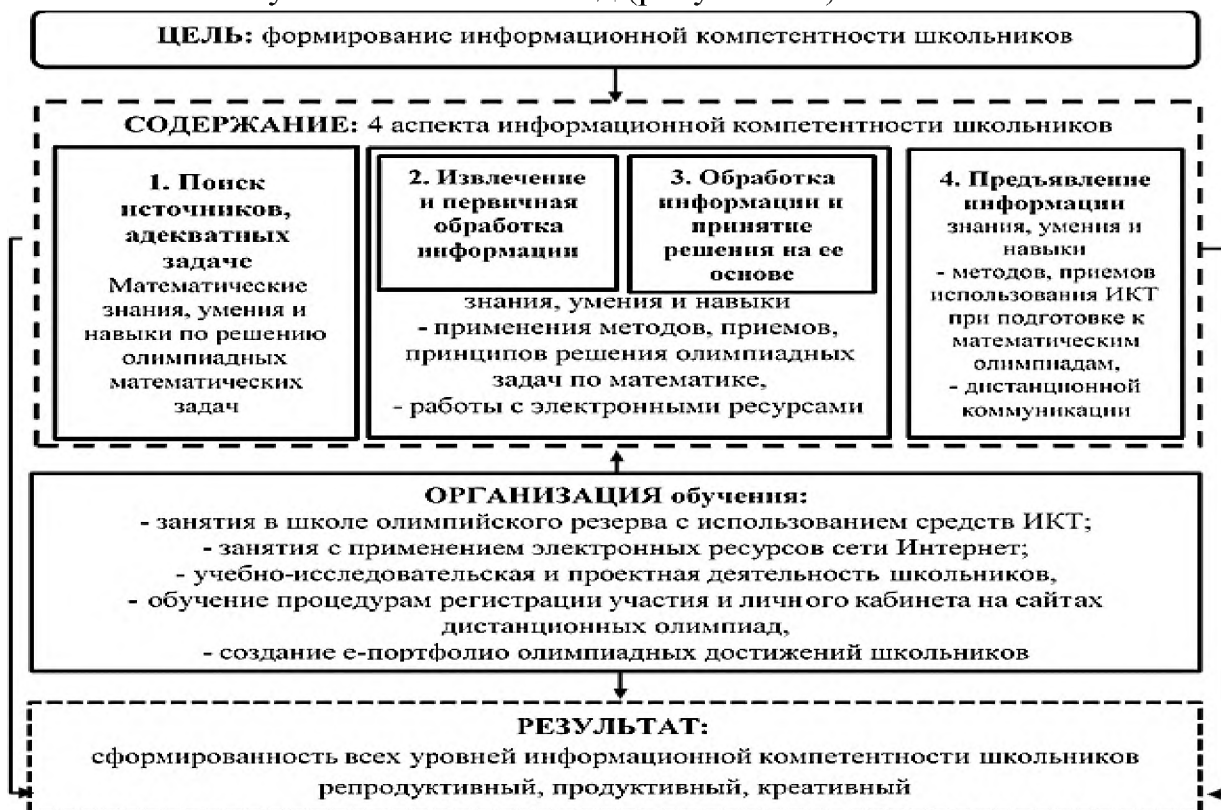 ЦЕЛЬ: формирование информационной компетентности школьников
СОДЕРЖАНИЕ: 4 аспекта информационной компетентности школьников
1. Поиск
источников,
адекватных
задаче
Математические
знания, умения и
навыки по решению
олимпиадных
математических
задач
2. Извлечение
и первичная
обработка
информации
3. Обработка
информации и
принятие
решения на ее
основе
знания, умения и навыки
- применения методов, приемов,
принципов решения олимпиадных
задач по математике,
- работы с электронными ресурсами
4. Предъявление
информации
знания, умения и
навыки
- методов, приемов
использования ИКТ
при подготовке к
математическим
олимпиадам,
- дистанционной
коммуникации
ОРГАНИЗАЦИЯ обучения:
- занятия в школе олимпийского резерва с использованием средств ИКТ;
- занятия с применением электронных ресурсов сети Интернет;
- учебно-исследовательская и проектная деятельность школьников,
- обучение процедурам регистрации участия и личного кабинета на сайтах
дистанционных олимпиад,
- создание е-портфолио олимпиадных достижений школьников
РЕЗУЛЬТАТ:
сформированность всех уровней информационной компетентности школьников
репродуктивный, продуктивный, креативный